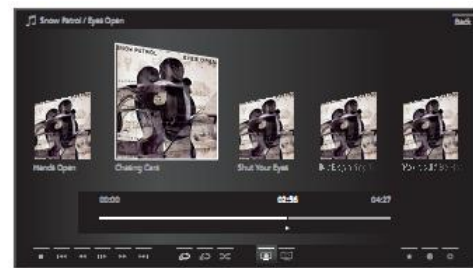 Snow Patrol / Eyes Open
Back
SNOW PATROL EYES OPEN
Hands Open
Chasing Cars
Shut Your Eyes
00:00
02:56
04:27